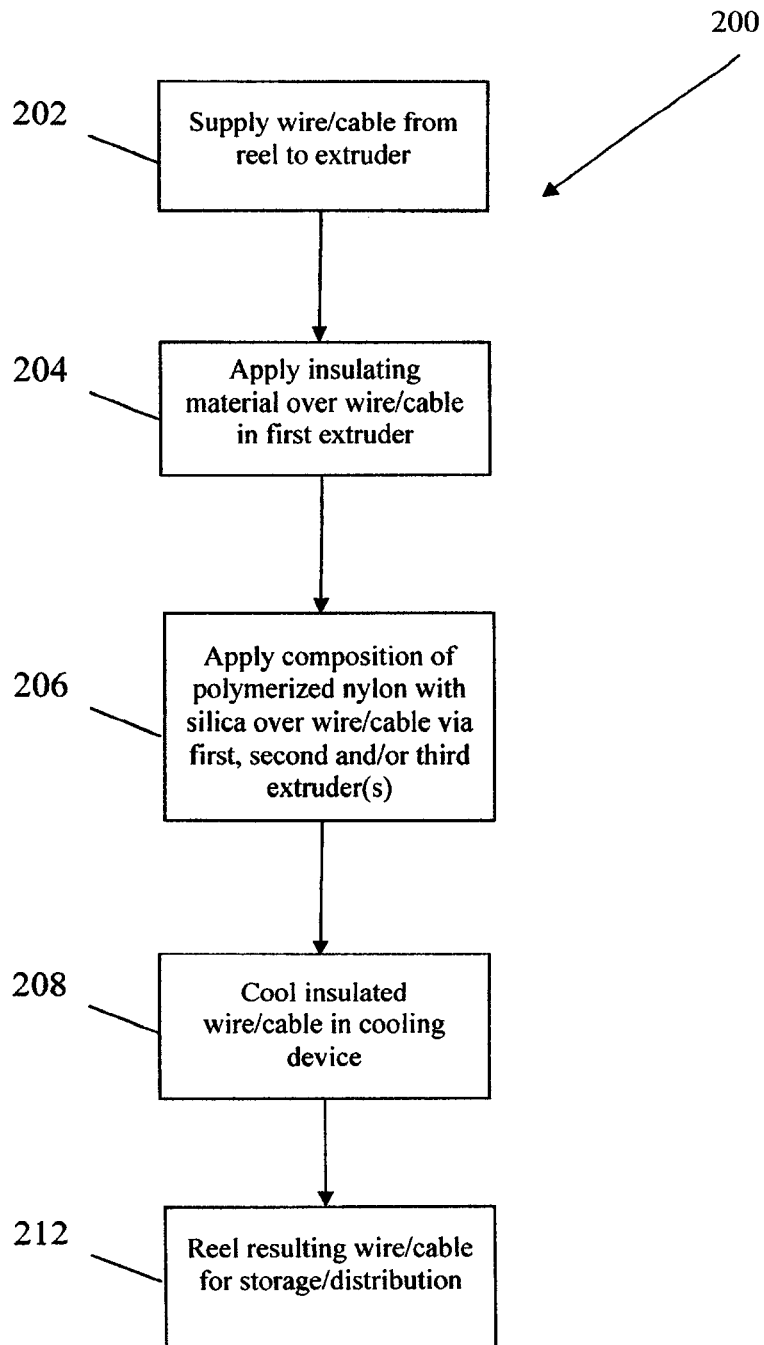 200
202
Supply wire/cable from
reel to extruder
204
Apply insulating
material over wire/cable
in first extruder
206
Apply composition of
polymerized nylon with
silica over wire/cable via
first, second and/or third
extruder(s)
208
Cool insulated
wire/cable in cooling
device
212
Reel resulting wire/cable
for storage/distribution